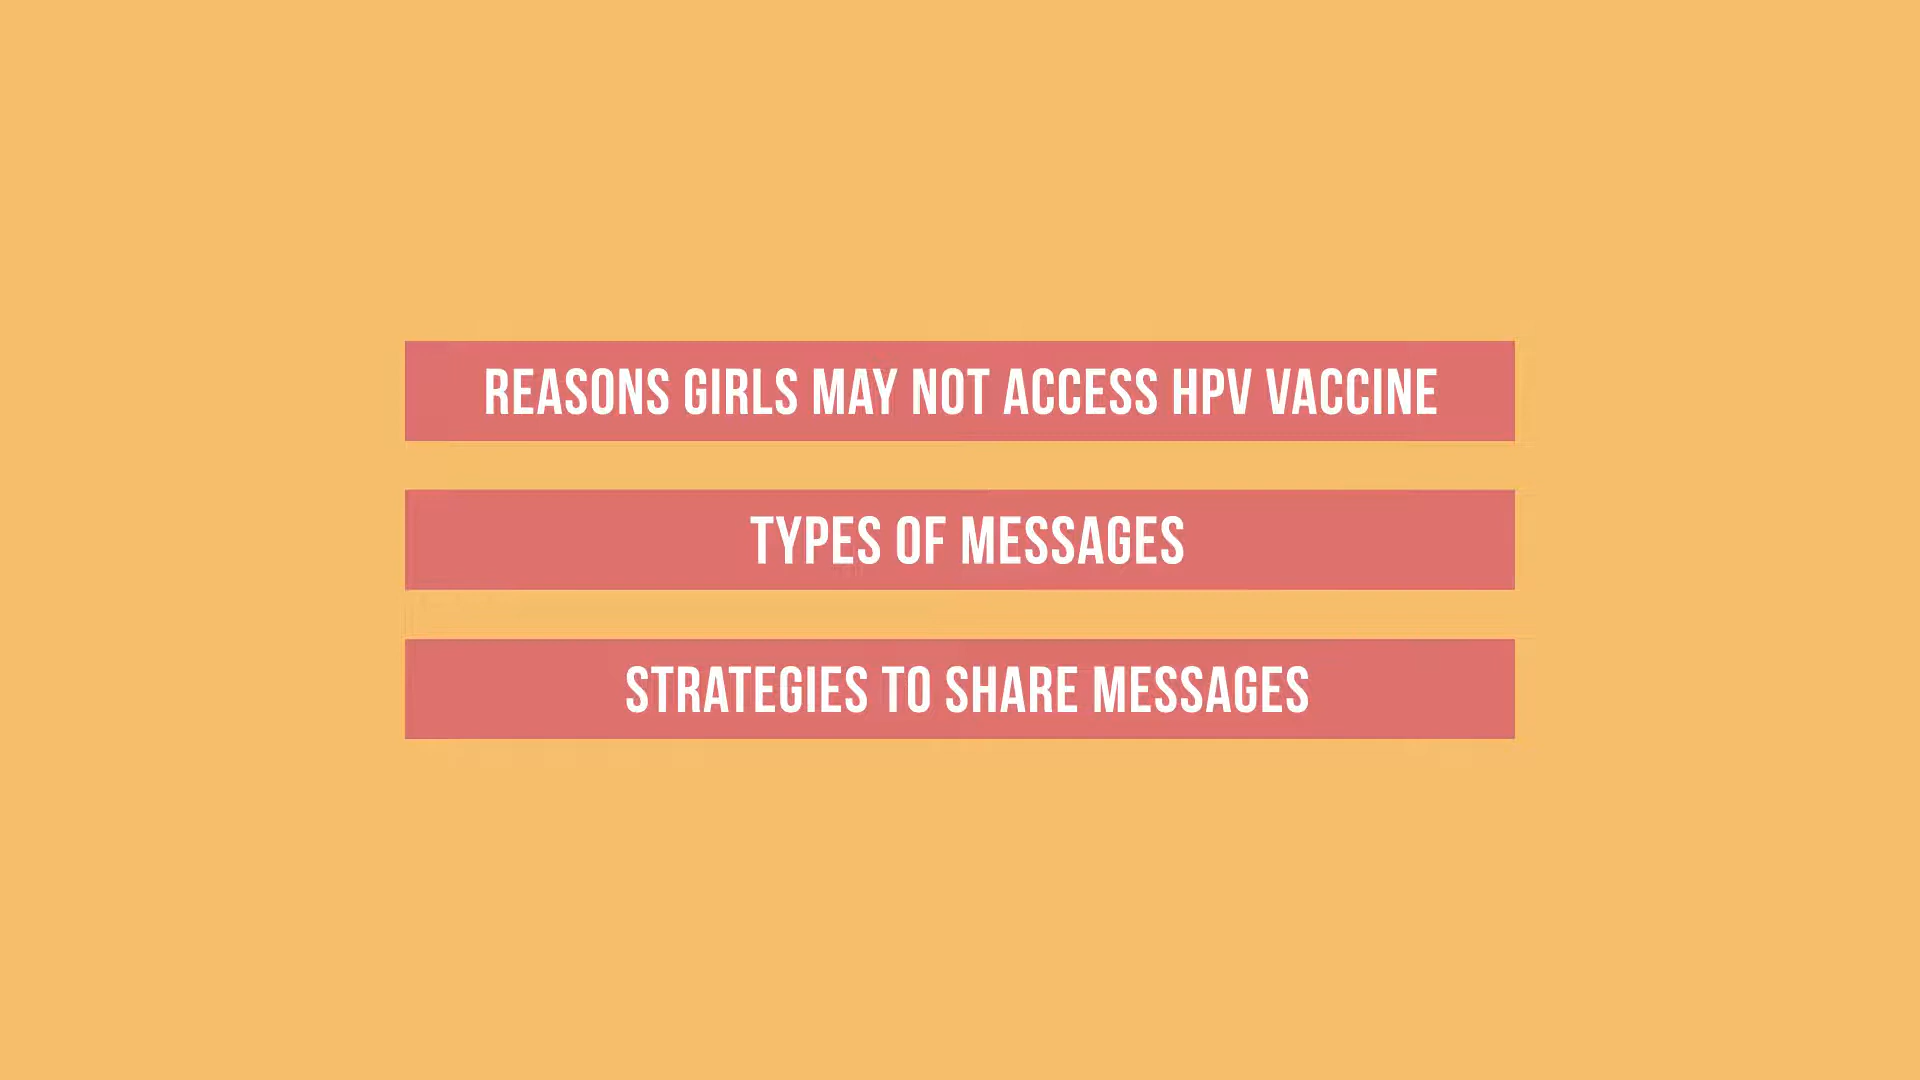 REASONS GIRLS MAY NOT ACCESS HPV VACCINE
TYPES OF MESSAGES
STRATEGIES TO SHARE MESSAGES